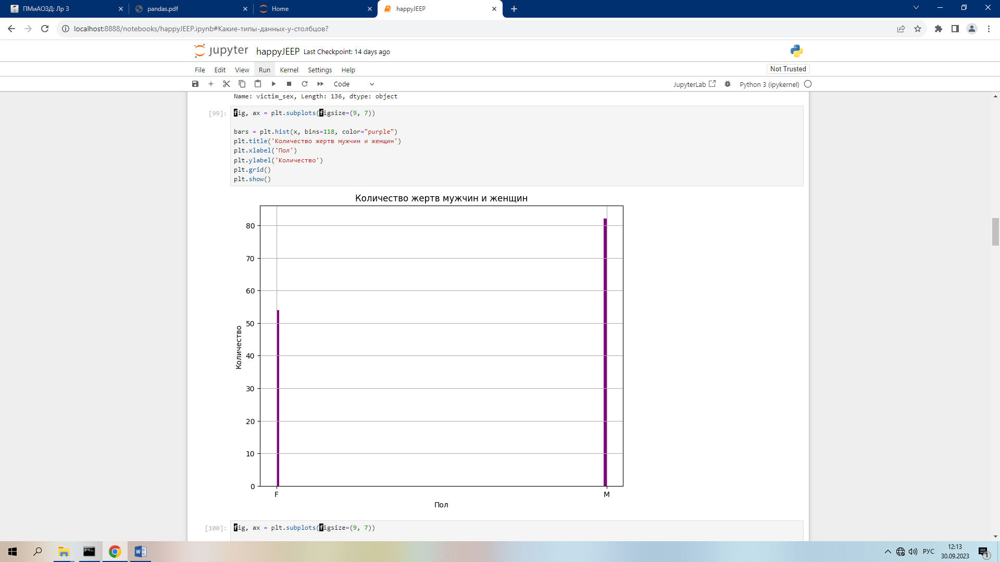 ПМиАОЗД: Лр 3
pandas.pdf
Home
happyJEEP
localhost:8888/notebooks/happyJEEP.ipynb#Какие-типы-данных-у-столбцов?
jupyter happyJEEP Last Checkpoint: 14 days ago
File Edit View Run Kernel Settings Help
Not Trusted
Code
JupyterLab
Python 3 (ipykernel)
Name: victim_sex, Length: 136, dtype: object
[99]:
fig, ax = plt.subplots(figsize=(9, 7))
bars = plt.hist(x, bins=118, color="purple")
plt.title('Количество жертв мужчин и женщин')
plt.xlabel('Пол')
plt.ylabel('Количество')
plt.grid()
plt.show()
Количество жертв мужчин и женщин
80
70
60
50
40
30
20
10
0
Количество
F
M
Пол
[100]:
fig, ax = plt.subplots(figsize=(9, 7))
РУС
12:13
30.09.2023
1